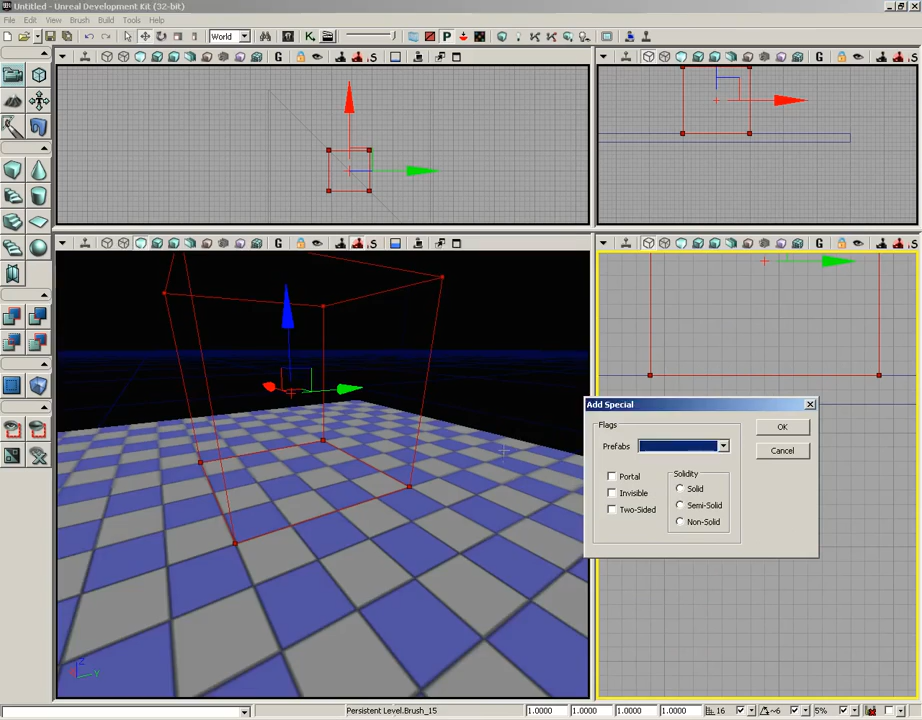 Untitled - Unreal Development Kit (32-bit)
File Edit View Brush Build Tools Help
World
P
G
S
G
S
G
S
G
S
Z
Y
Add Special
Flags
OK
Prefabs
Cancel
Portal
Solidity
Invisible
Solid
Two-Sided
Semi-Solid
Non-Solid
Persistent Level.Brush_15
1.0000
1.0000
1.0000
1.0000
16
~6
5%